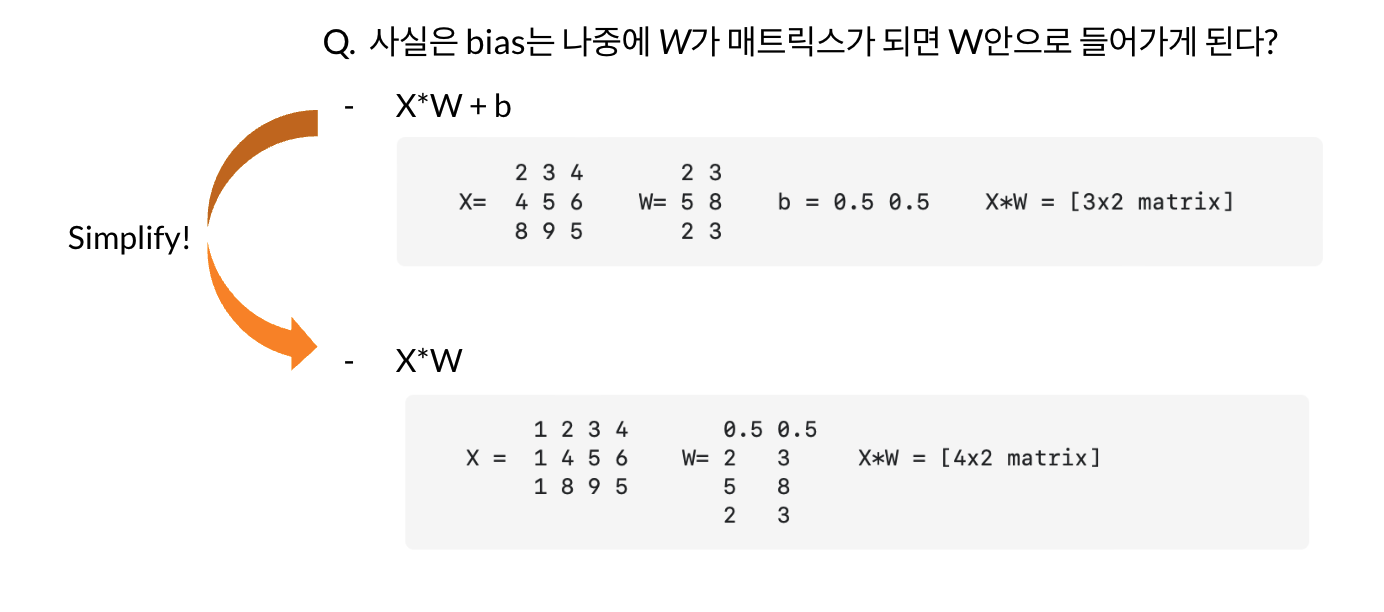 Q. 사실은 bias는 나중에 W가 매트릭스가 되면 W안으로 들어가게 된다?
- X*W + b
2 3 4 2 3
X= 4 5 6 W= 5 8 b = 0.5 0.5 X*W = [3x2 matrix]
8 9 5 2 3
Simplify!
- X*W
1 2 3 4 0.5 0.5
X = 1 4 5 6 W= 2 3 X*W = [4x2 matrix]
1 8 9 5 5 8
2 3